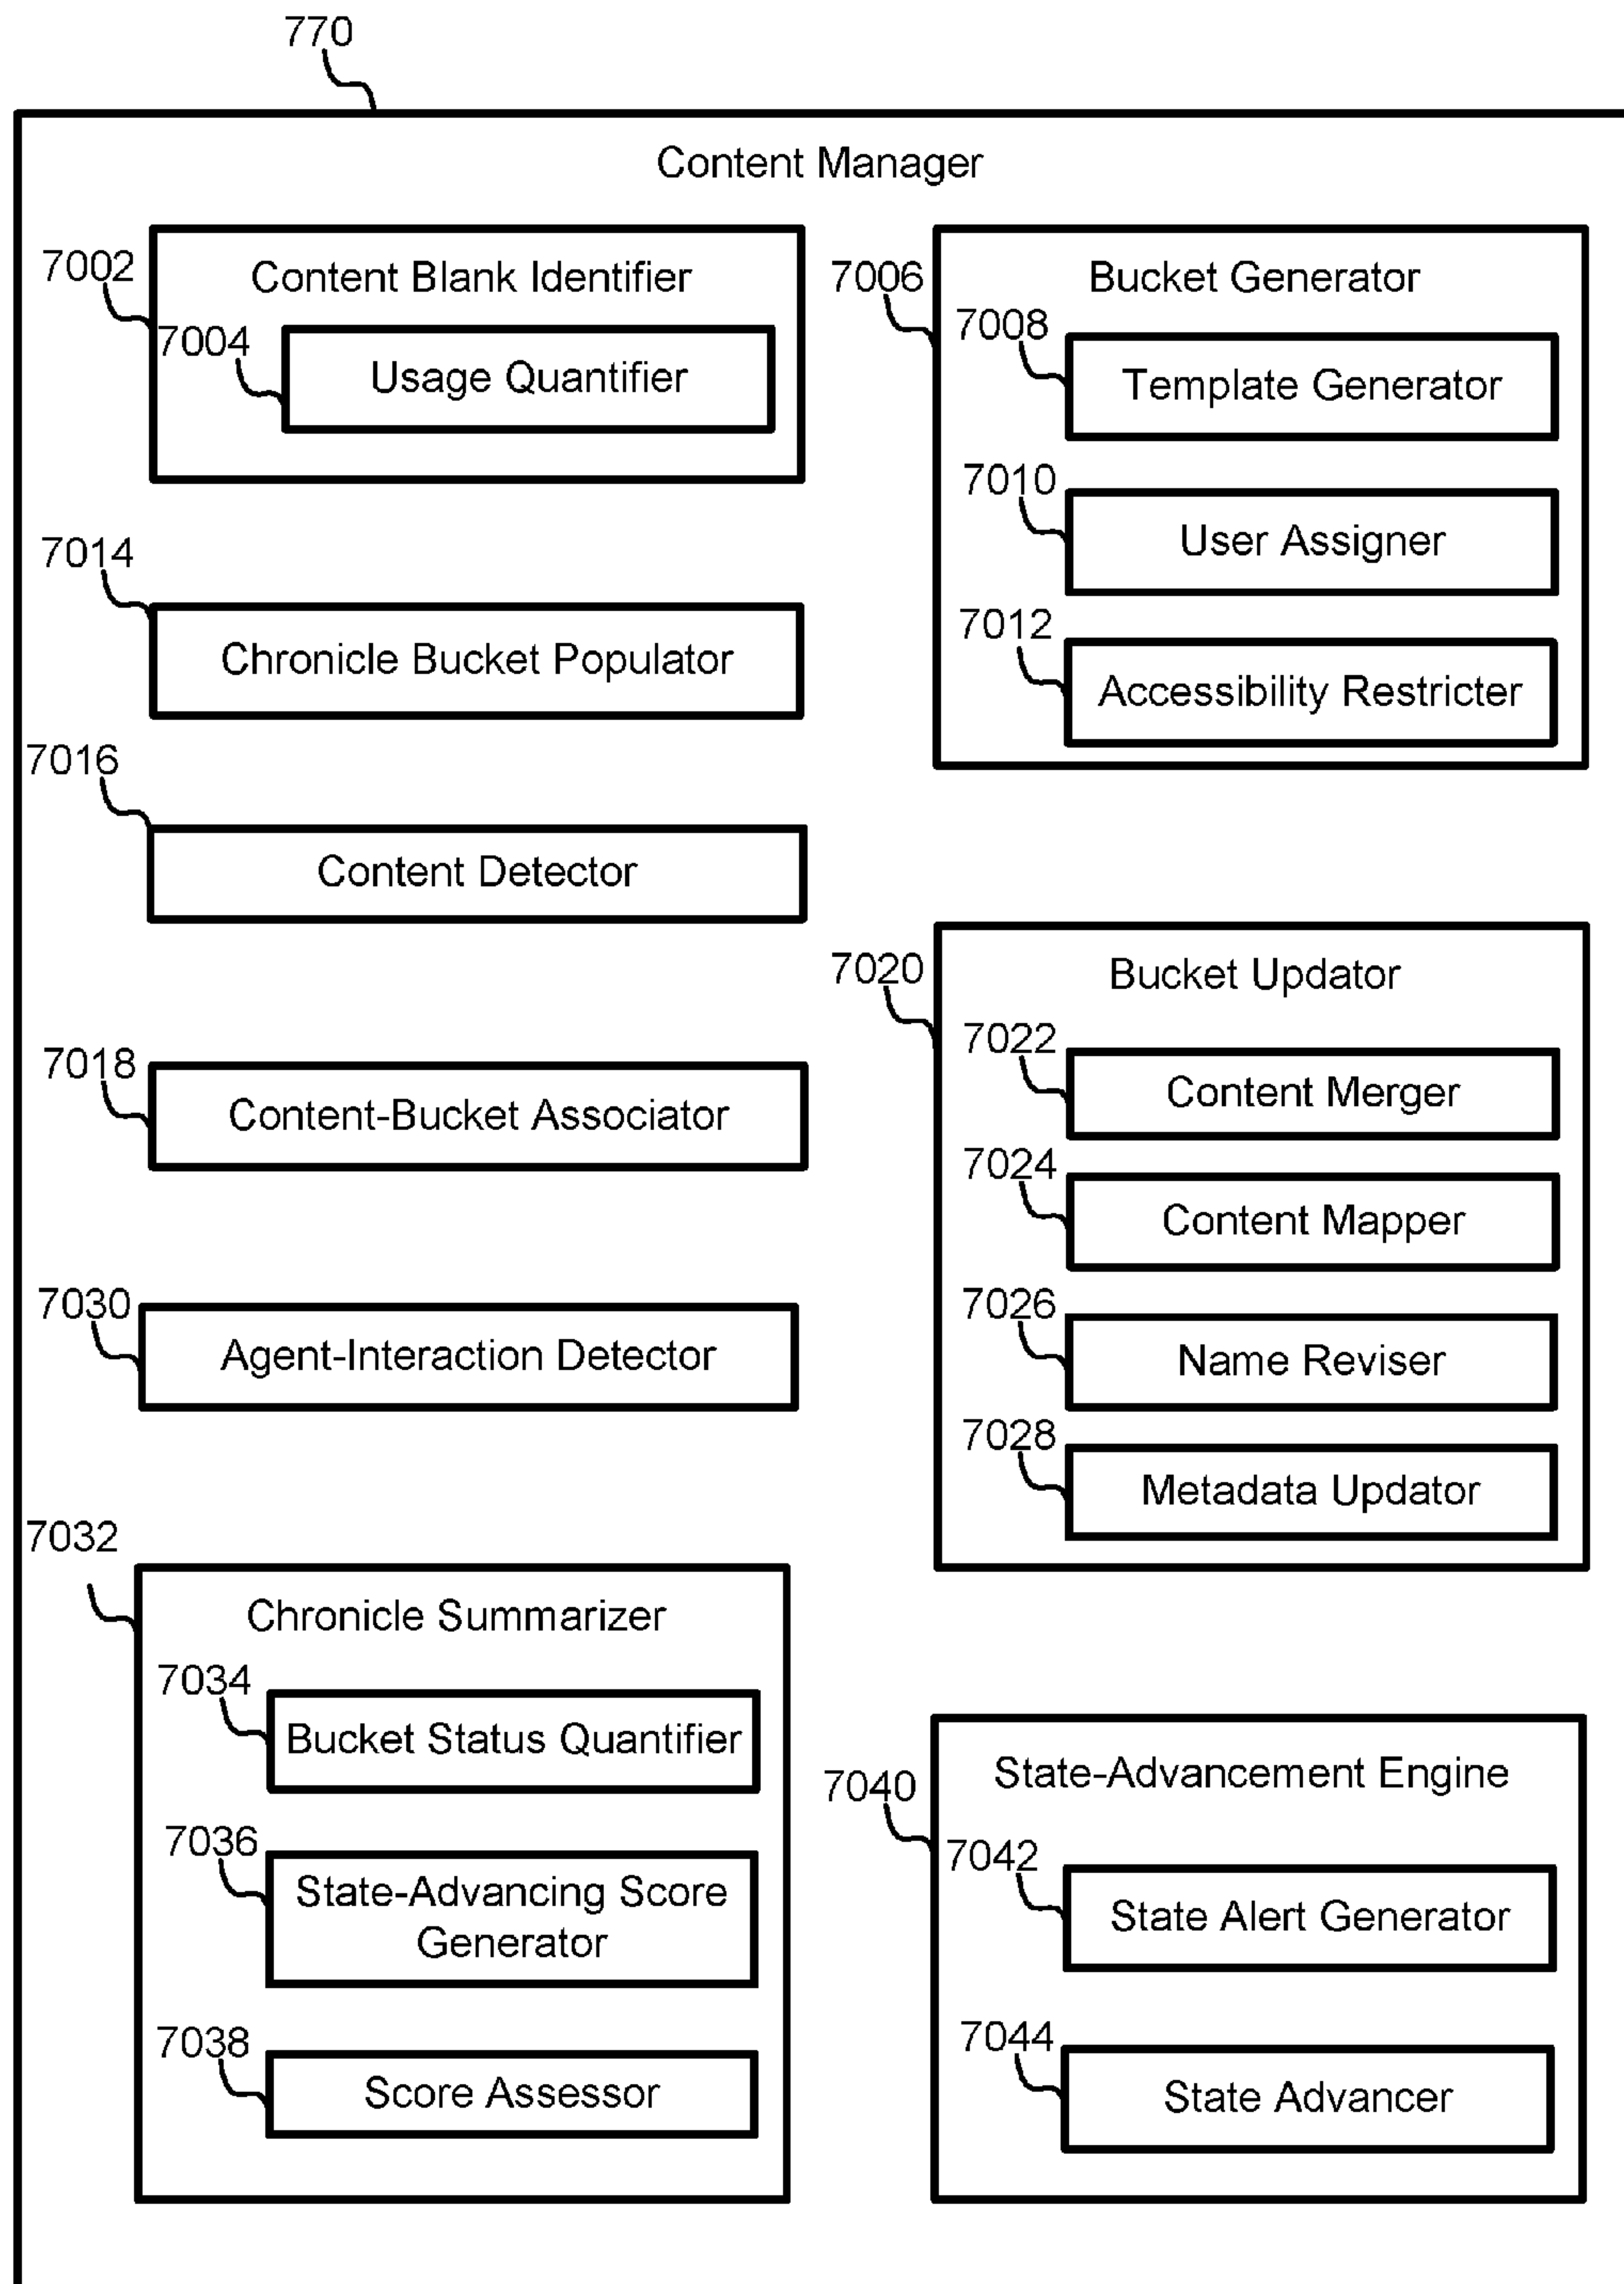 770
Content Manager
7002
Content Blank Identifier
7004
Usage Quantifier
7006
Bucket Generator
7008
Template Generator
7010
User Assigner
7012
Accessibility Restricter
7014
Chronicle Bucket Populator
7016
Content Detector
7018
Content-Bucket Associator
7020
Bucket Updator
7022
Content Merger
7024
Content Mapper
7026
Name Reviser
7028
Metadata Updator
7030
Agent-Interaction Detector
7032
Chronicle Summarizer
7034
Bucket Status Quantifier
7036
State-Advancing Score
Generator
7038
Score Assessor
7040
State-Advancement Engine
7042
State Alert Generator
7044
State Advancer